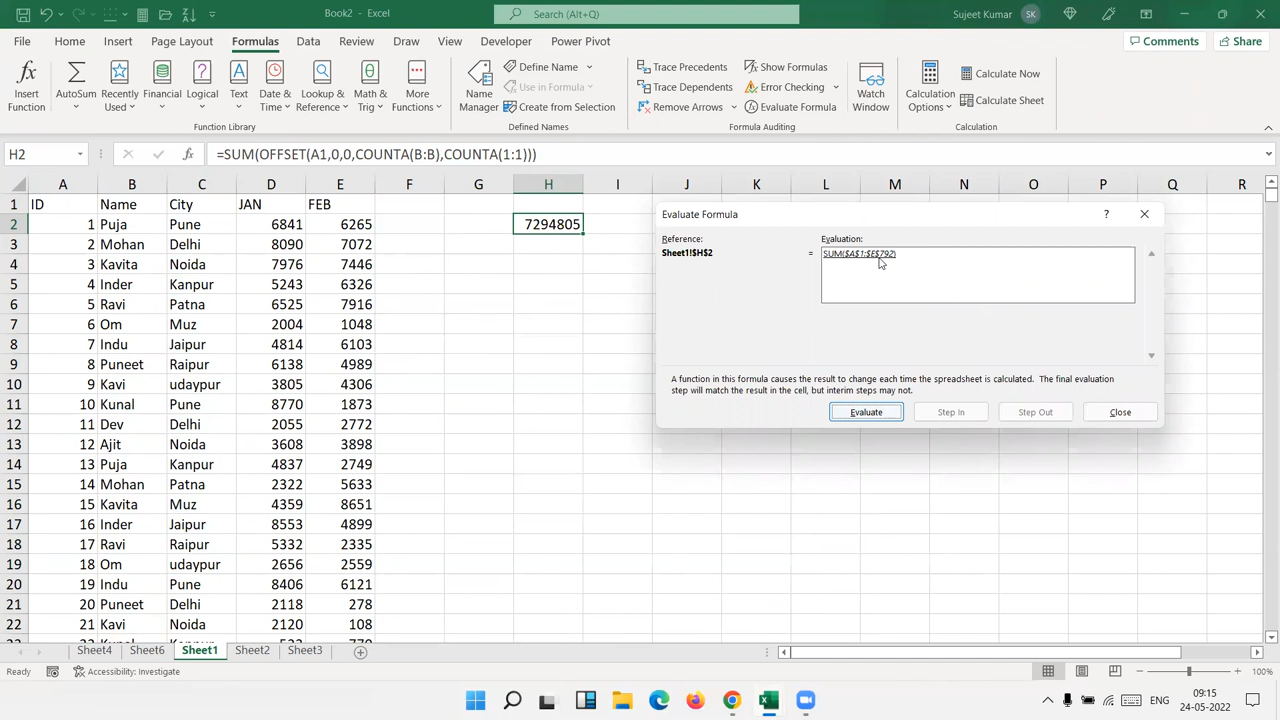 Book2 - Excel
Search (Alt+Q)
Sujeet Kumar
SK
File Home Insert Page Layout Formulas Data Review View Draw Developer Power Pivot
Comments Share
Insert Function
AutoSum
Recently Used
Financial
Logical
Text
Date & Time
Lookup & Reference
Math & Trig
More Functions
Function Library
Name Manager
Define Name
Use in Formula
Create from Selection
Defined Names
Trace Precedents
Trace Dependents
Remove Arrows
Show Formulas
Error Checking
Evaluate Formula
Formula Auditing
Watch Window
Calculation Options
Calculate Now
Calculate Sheet
Calculation
H2 fx =SUM(OFFSET(A1,0,0,COUNTA(B:B),COUNTA(1:1)))
A B C D E F G H I J K L M N O P Q R
1 ID Name City JAN FEB
2 1 Puja Pune 6841 6265 7294805
3 2 Mohan Delhi 8090 7072
4 3 Kavita Noida 7976 7446
5 4 Inder Kanpur 5243 6289
6 5 Ravi Patna 6525 7916
7 6 Om Muz 2004 1048
8 7 Indu Jaipur 4814 6103
9 8 Puneet Raipur 6138 4989
10 9 Kavi udaypur 3805 4306
11 10 Kunal Pune 8770 1873
12 11 Dev Delhi 2055 2772
13 12 Ajit Noida 3608 3898
14 13 Puja Kanpur 4837 2749
15 14 Mohan Patna 2322 5633
16 15 Kavita Muz 4359 8651
17 16 Inder Jaipur 8553 4899
18 17 Ravi Raipur 5332 2335
19 18 Om udaypur 2656 2559
20 19 Indu Pune 8406 6121
21 20 Puneet Delhi 2118 278
22 21 Kavi Noida 2120 108
Evaluate Formula
?
Reference:
Evaluation:
Sheet1!$H$2 = SUM($A$1:$E$792)
A function in this formula causes the result to change each time the spreadsheet is calculated. The final evaluation
step will match the result in the cell, but interim steps may not.
Evaluate Step In Step Out Close
Sheet4 Sheet6 Sheet1 Sheet2 Sheet3
Ready
Accessibility: Investigate
100%
ENG
09:15
24-05-2022